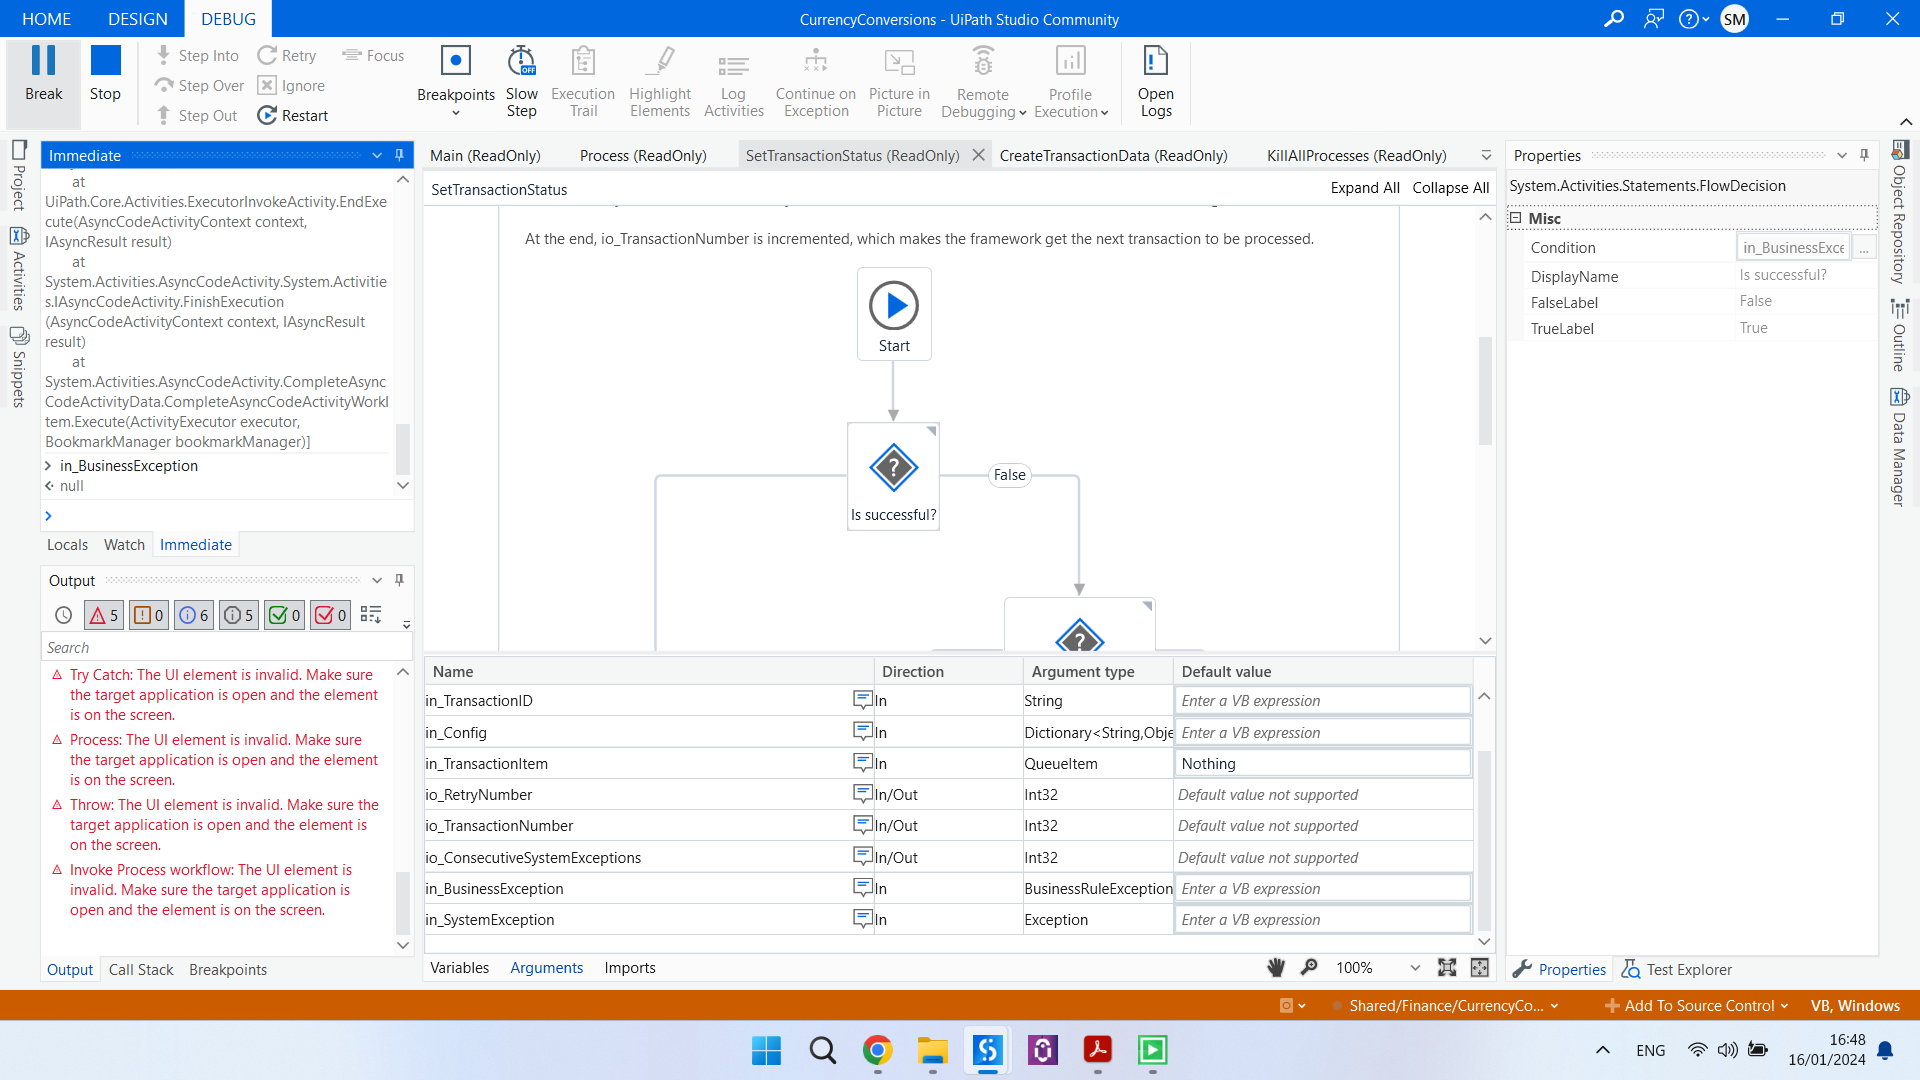 HOME
DESIGN
DEBUG
CurrencyConversions - UiPath Studio Community
SM
Break
Stop
Step Into
Step Over
Step Out
Retry
Ignore
Restart
Focus
Breakpoints
OFF
Slow
Step
Execution
Trail
Highlight
Elements
Log
Activities
Continue on
Exception
Picture in
Picture
Remote
Debugging
Profile
Execution
Open
Logs
Project
Activities
Snippets
Immediate
at
UiPath.Core.Activities.ExecutorInvokeActivity.EndExe
cute(AsyncCodeActivityContext context,
IAsyncResult result)
at
System.Activities.AsyncCodeActivity.System.Activitie
s.IAsyncCodeActivity.FinishExecution
(AsyncCodeActivityContext context, IAsyncResult
result)
at
System.Activities.AsyncCodeActivity.CompleteAsync
CodeActivityData.CompleteAsyncCodeActivityWorkI
tem.Execute(ActivityExecutor executor,
BookmarkManager bookmarkManager)]
in_BusinessException
null
Locals
Watch
Immediate
Output
5
0
6
5
0
0
Search
Try Catch: The UI element is invalid. Make sure
the target application is open and the element
is on the screen.
Process: The UI element is invalid. Make sure
the target application is open and the element
is on the screen.
Throw: The UI element is invalid. Make sure the
target application is open and the element is
on the screen.
Invoke Process workflow: The UI element is
invalid. Make sure the target application is
open and the element is on the screen.
Output
Call Stack
Breakpoints
Main (ReadOnly)
Process (ReadOnly)
SetTransactionStatus (ReadOnly)
CreateTransactionData (ReadOnly)
KillAllProcesses (ReadOnly)
SetTransactionStatus
Expand All
Collapse All
At the end, io_TransactionNumber is incremented, which makes the framework get the next transaction to be processed.
Start
Is successful?
False
Name Direction Argument type Default value
in_TransactionID In String Enter a VB expression
in_Config In Dictionary<String,Obje Enter a VB expression
in_TransactionItem In QueueItem Nothing
io_RetryNumber In/Out Int32 Default value not supported
io_TransactionNumber In/Out Int32 Default value not supported
io_ConsecutiveSystemExceptions In/Out Int32 Default value not supported
in_BusinessException In BusinessRuleException Enter a VB expression
in_SystemException In Exception Enter a VB expression
Variables
Arguments
Imports
100%
Properties
System.Activities.Statements.FlowDecision
Misc
Condition in_BusinessExce ...
DisplayName Is successful?
FalseLabel False
TrueLabel True
Properties
Test Explorer
Object Repository
Outline
Data Manager
Shared/Finance/CurrencyCo...
Add To Source Control
VB, Windows
ENG
16:48
16/01/2024